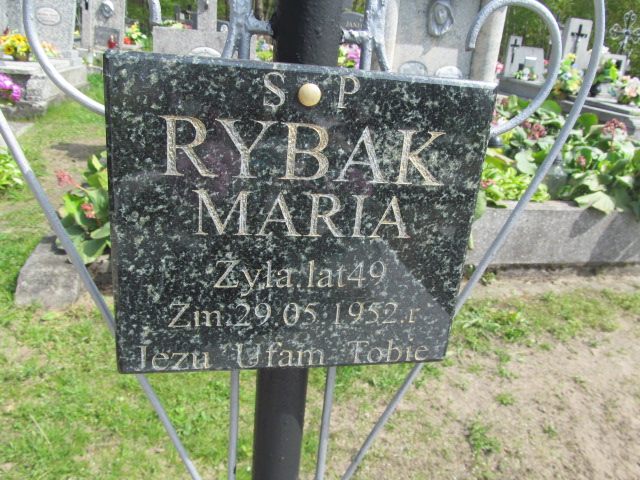 S P
RYBAK
MARIA
Żyła.lat49
Zm.29.05.1952.r
Jezu Ufam Tobie